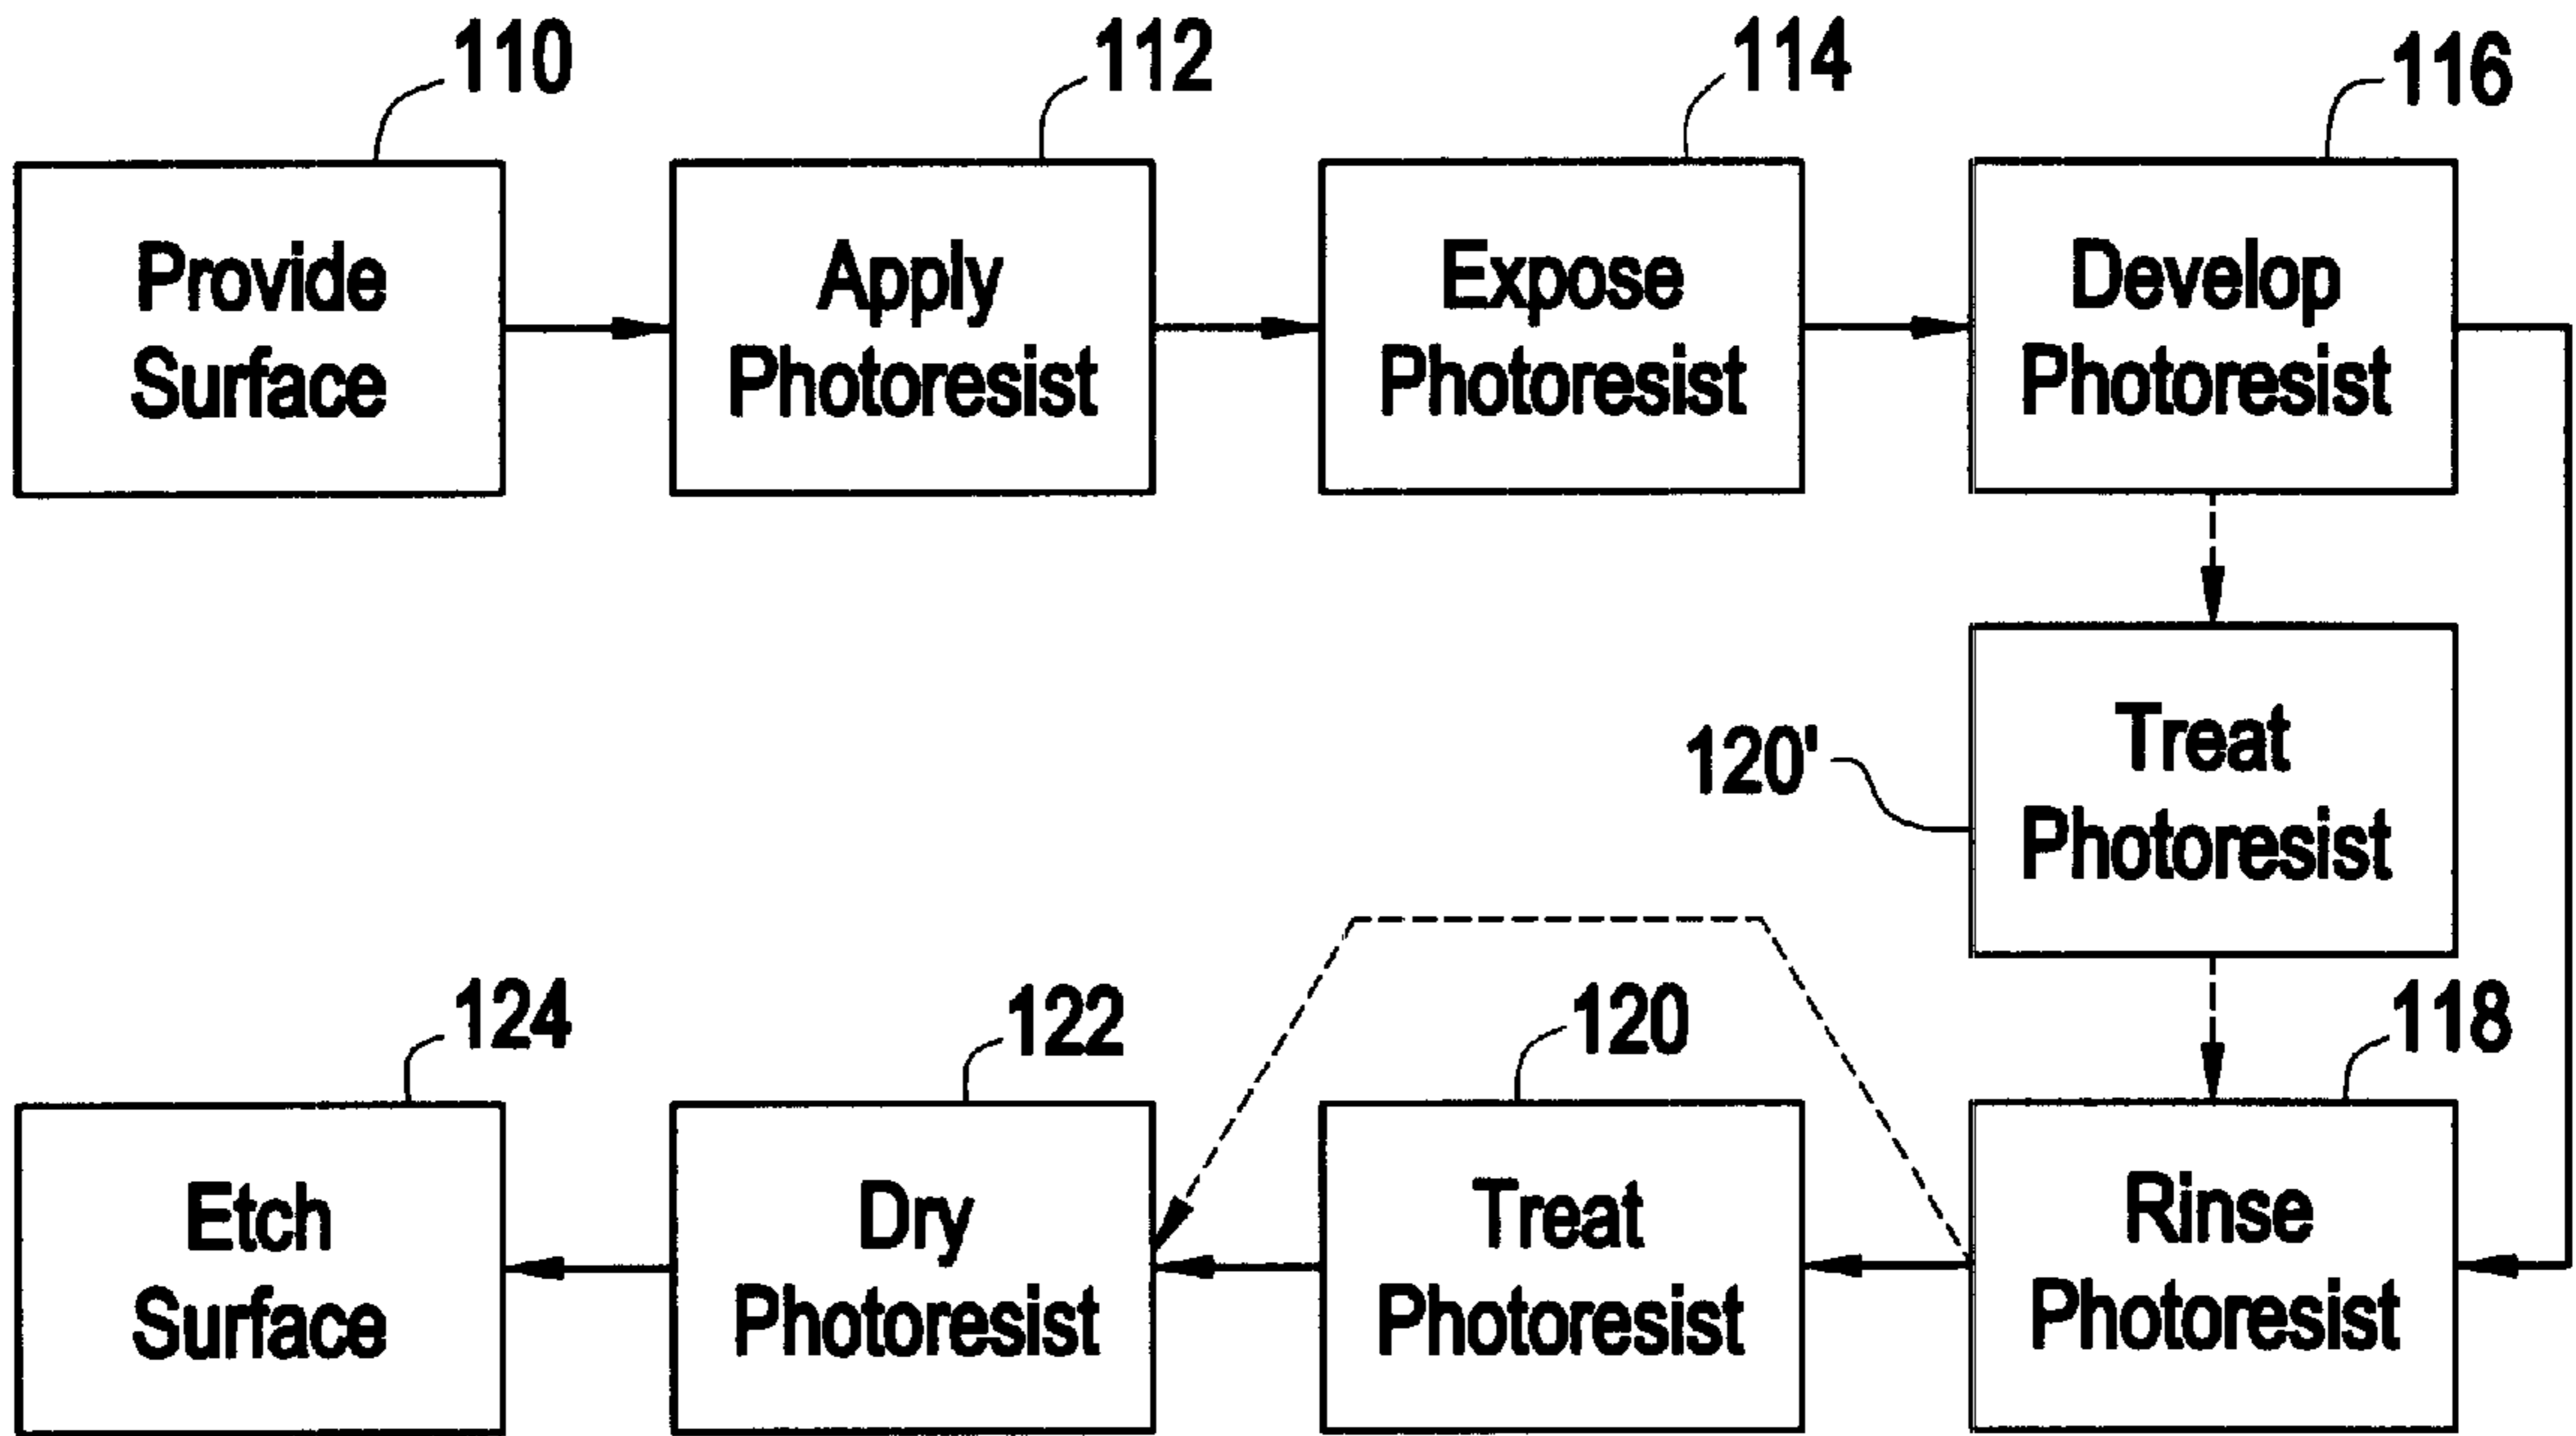 110
112
114
116
Provide
Surface
Apply
Photoresist
Expose
Photoresist
Develop
Photoresist
120'
Treat
Photoresist
124
122
120
118
Etch
Surface
Dry
Photoresist
Treat
Photoresist
Rinse
Photoresist